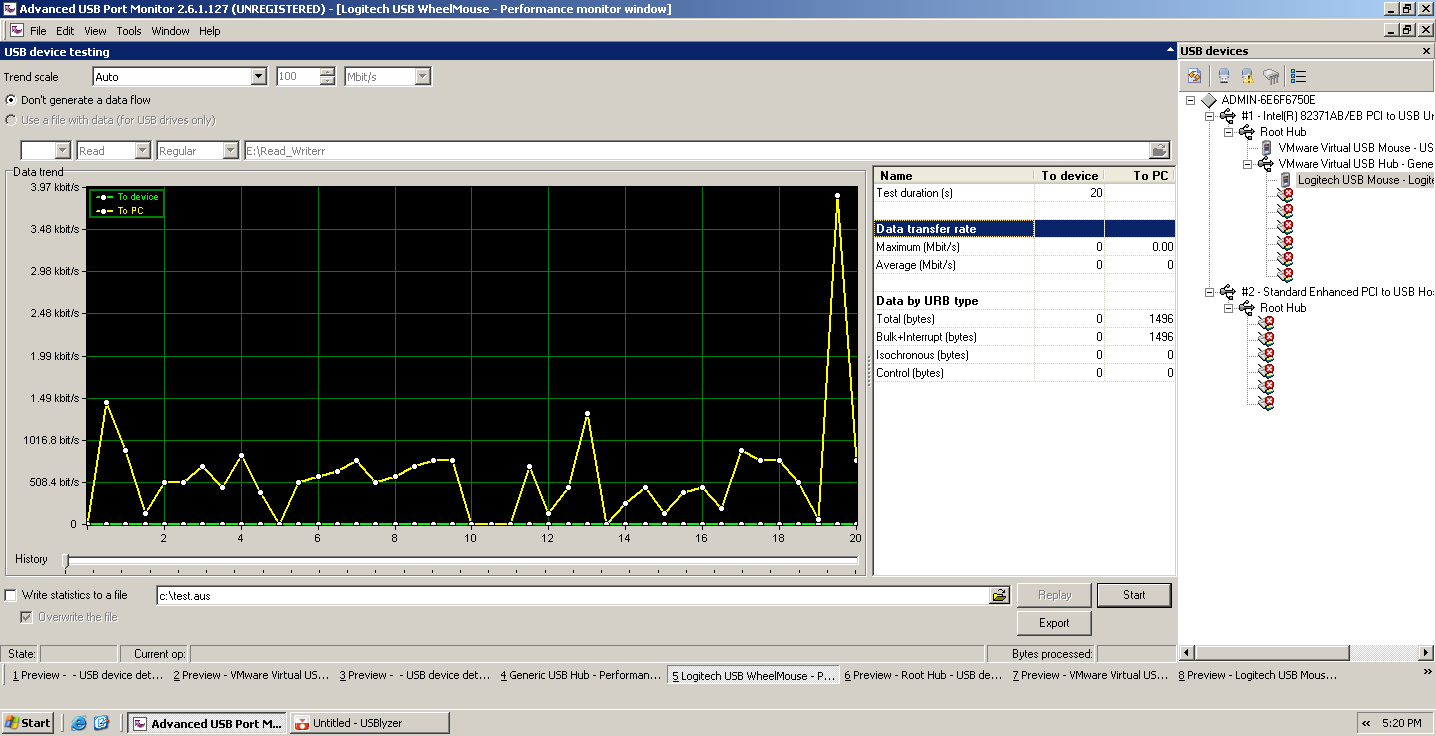 Advanced USB Port Monitor 2.6.1.127 (UNREGISTERED) - [Logitech USB WheelMouse - Performance monitor window]
File Edit View Tools Window Help
USB device testing
Trend scale Auto 100 Mbit/s
Don't generate a data flow
Use a file with data (for USB drives only)
Read Regular E:\Read_Writerr
Data trend
3.97 kbit/s
3.48 kbit/s
2.98 kbit/s
2.48 kbit/s
1.99 kbit/s
1.49 kbit/s
1016.8 bit/s
508.4 bit/s
0
To device
To PC
2 4 6 8 10 12 14 16 18 20
History
Name To device To PC
Test duration (s) 20
Data transfer rate
Maximum (Mbit/s) 0 0.00
Average (Mbit/s) 0 0
Data by URB type
Total (bytes) 0 1496
Bulk+Interrupt (bytes) 0 1496
Isochronous (bytes) 0 0
Control (bytes) 0 0
Write statistics to a file c:\test.aus Replay Start
Overwrite the file Export
State: Current op: Bytes processed:
USB devices
ADMIN-6E6F6750E
#1 - Intel(R) 82371AB/EB PCI to USB Ur
Root Hub
VMware Virtual USB Mouse - US
VMware Virtual USB Hub - Gene
Logitech USB Mouse - Logite
#2 - Standard Enhanced PCI to USB Ho
Root Hub
1 Preview - - USB device det... 2 Preview - VMware Virtual US... 3 Preview - - USB device det... 4 Generic USB Hub - Performan... 5 Logitech USB WheelMouse - P... 6 Preview - Root Hub - USB de... 7 Preview - VMware Virtual US... 8 Preview - Logitech USB Mous... »
Start Advanced USB Port M... Untitled - USBlyzer « 5:20 PM